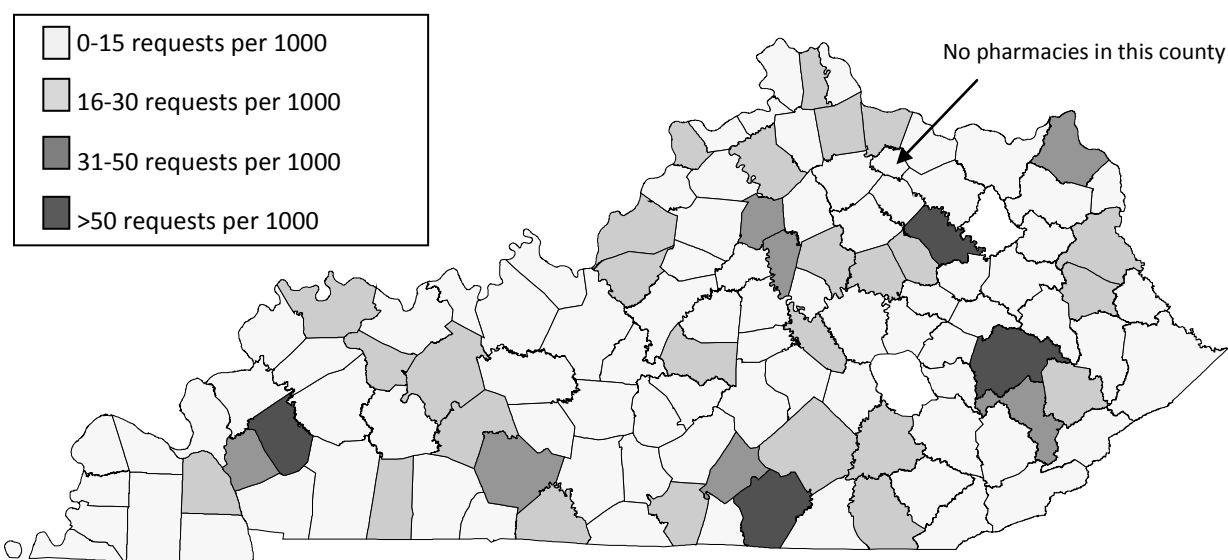 0-15 requests per 1000
16-30 requests per 1000
31-50 requests per 1000
>50 requests per 1000
No pharmacies in this county